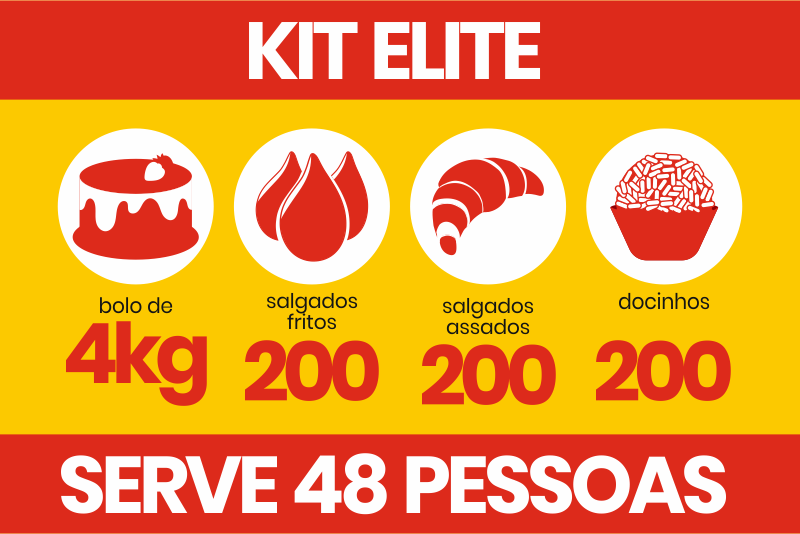 KIT ELITE
bolo de
4kg
salgados
fritos
200
salgados
assados
200
docinhos
200
SERVE 48 PESSOAS